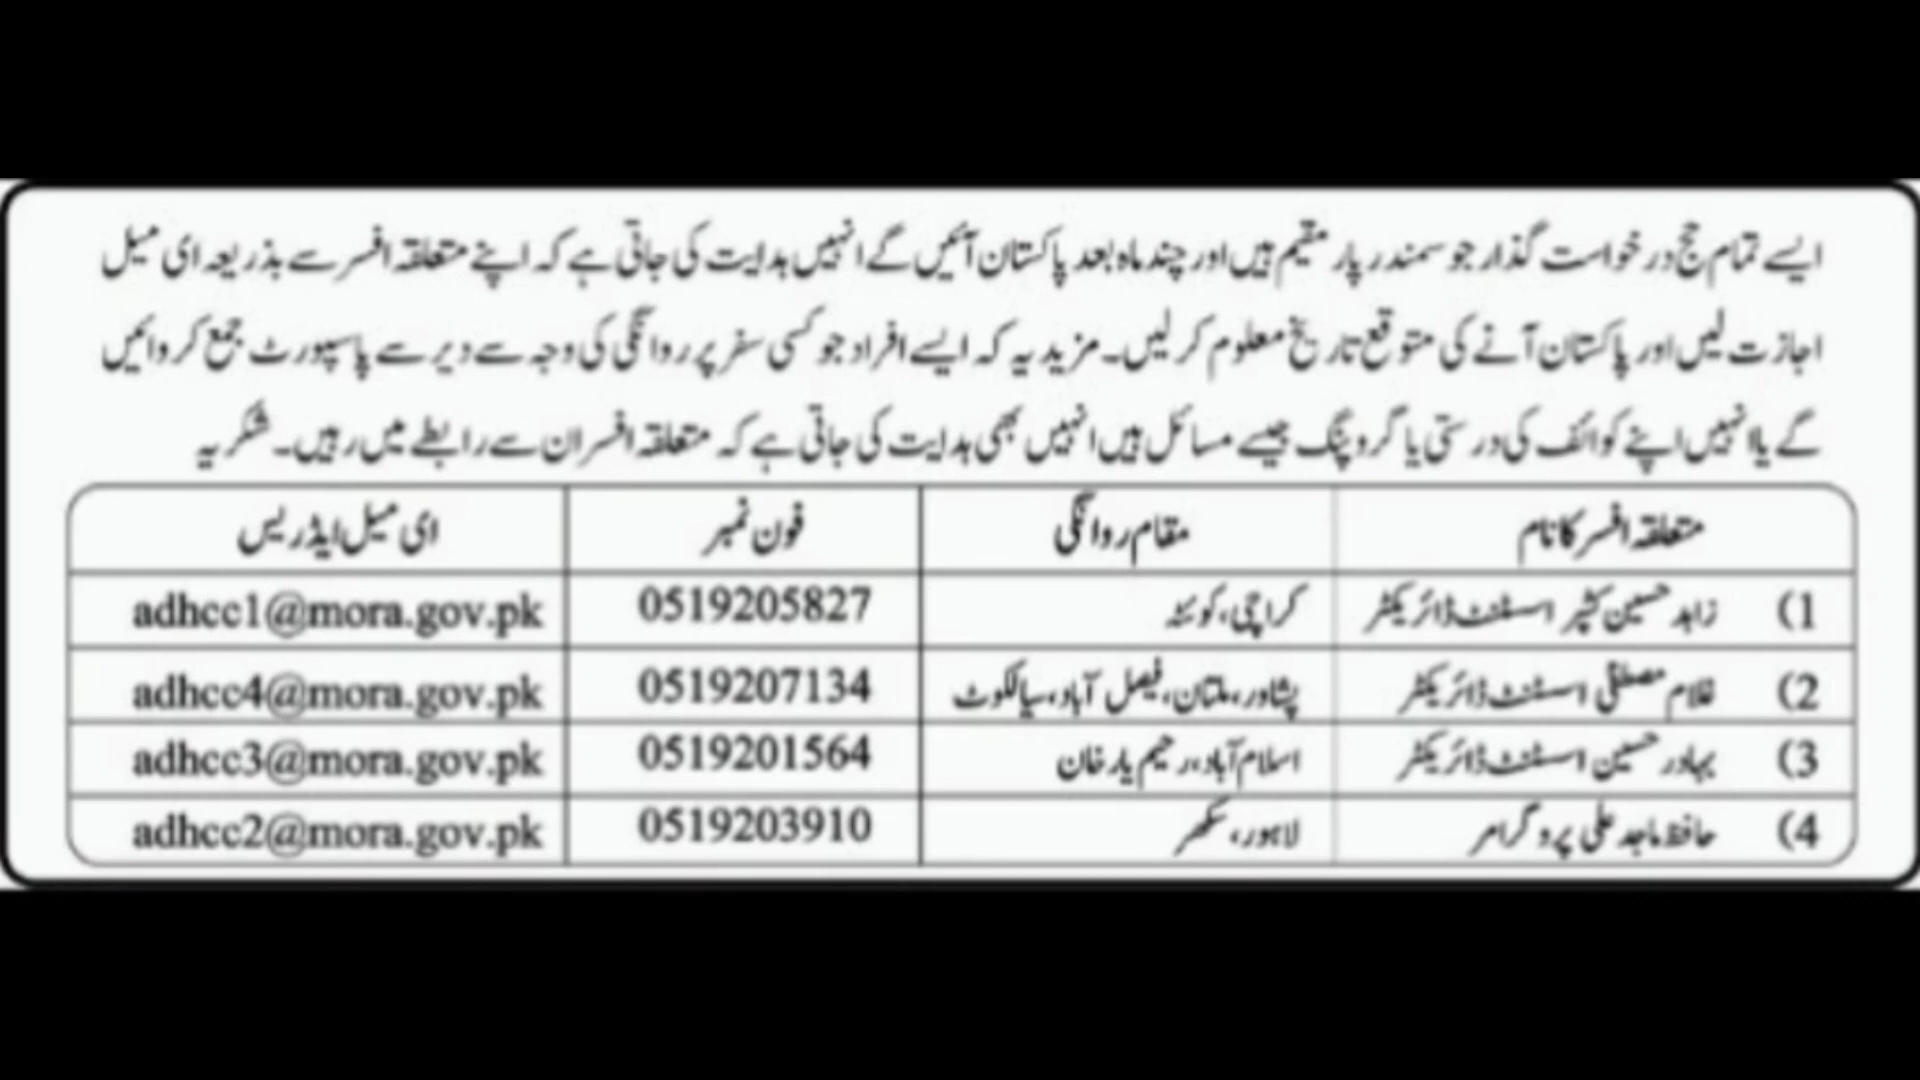 ایسے تمام حج درخواست گذار جو سمندر پار مقیم ہیں اور چند ماہ بعد پاکستان آئیں گے انہیں ہدایت کی جاتی ہے کہ اپنے متعلقہ افسر سے بذریعہ ای میل
اجازت لیں اور پاکستان آنے کی متوقع تاریخ معلوم کر لیں۔ مزید یہ کہ ایسے افراد جو کسی سفر پر روانگی کی وجہ سے دیر سے پاسپورٹ جمع کروائیں
گے یا انہیں اپنے کوائف کی درستی یا گروپنگ جیسے مسائل ہیں انہیں بھی ہدایت کی جاتی ہے کہ متعلقہ افسران سے رابطے میں رہیں۔ شکریہ
متعلقہ افسر کا نام مقام روانگی فون نمبر ای میل ایڈریس
1) زاہد حسین کثیر اسسٹنٹ ڈائریکٹر کراچی، کوئٹہ 0519205827 adhcc1@mora.gov.pk
2) غلام مصطفیٰ اسسٹنٹ ڈائریکٹر پشاور، ملتان، فیصل آباد، سیالکوٹ 0519207134 adhcc4@mora.gov.pk
3) بہادر حسین اسسٹنٹ ڈائریکٹر اسلام آباد، رحیم یار خان 0519201564 adhcc3@mora.gov.pk
4) حافظ ماجد علی پروگرامر لاہور، سکھر 0519203910 adhcc2@mora.gov.pk